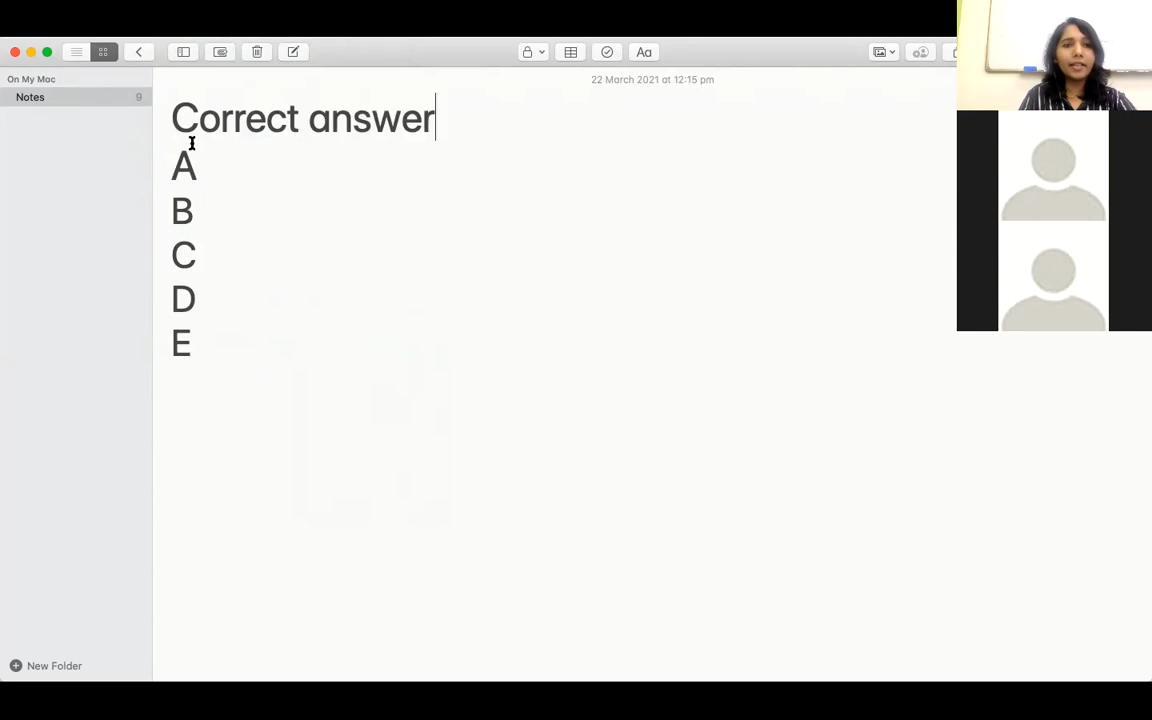 Aa
22 March 2021 at 12:15 pm
On My Mac
Notes 9
Correct answer
A
B
C
D
E
New Folder